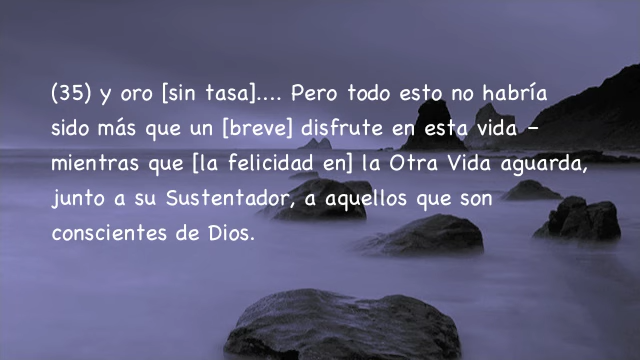 (35) y oro [sin tasa].... Pero todo esto no habría
sido más que un [breve] disfrute en esta vida –
mientras que [la felicidad en] la Otra Vida aguarda,
junto a su Sustentador, a aquellos que son
conscientes de Dios.